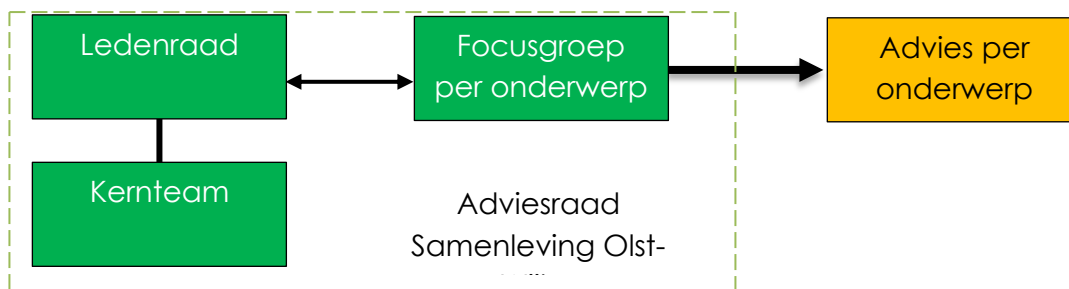 Ledenraad
Focusgroep
per onderwerp
Advies per
onderwerp
Kernteam
Adviesraad
Samenleving Olst-